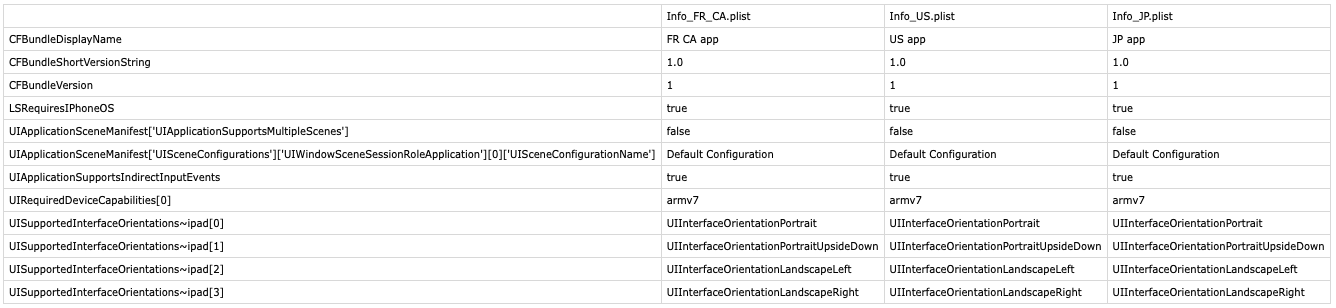 Info_FR_CA.plist Info_US.plist Info_JP.plist
CFBundleDisplayName FR CA app US app JP app
CFBundleShortVersionString 1.0 1.0 1.0
CFBundleVersion 1 1 1
LSRequiresIPhoneOS true true true
UIApplicationSceneManifest['UIApplicationSupportsMultipleScenes'] false false false
UIApplicationSceneManifest['UISceneConfigurations']['UIWindowSceneSessionRoleApplication'][0]['UISceneConfigurationName'] Default Configuration Default Configuration Default Configuration
UIApplicationSupportsIndirectInputEvents true true true
UIRequiredDeviceCapabilities[0] armv7 armv7 armv7
UISupportedInterfaceOrientations~ipad[0] UIInterfaceOrientationPortrait UIInterfaceOrientationPortrait UIInterfaceOrientationPortrait
UISupportedInterfaceOrientations~ipad[1] UIInterfaceOrientationPortraitUpsideDown UIInterfaceOrientationPortraitUpsideDown UIInterfaceOrientationPortraitUpsideDown
UISupportedInterfaceOrientations~ipad[2] UIInterfaceOrientationLandscapeLeft UIInterfaceOrientationLandscapeLeft UIInterfaceOrientationLandscapeLeft
UISupportedInterfaceOrientations~ipad[3] UIInterfaceOrientationLandscapeRight UIInterfaceOrientationLandscapeRight UIInterfaceOrientationLandscapeRight